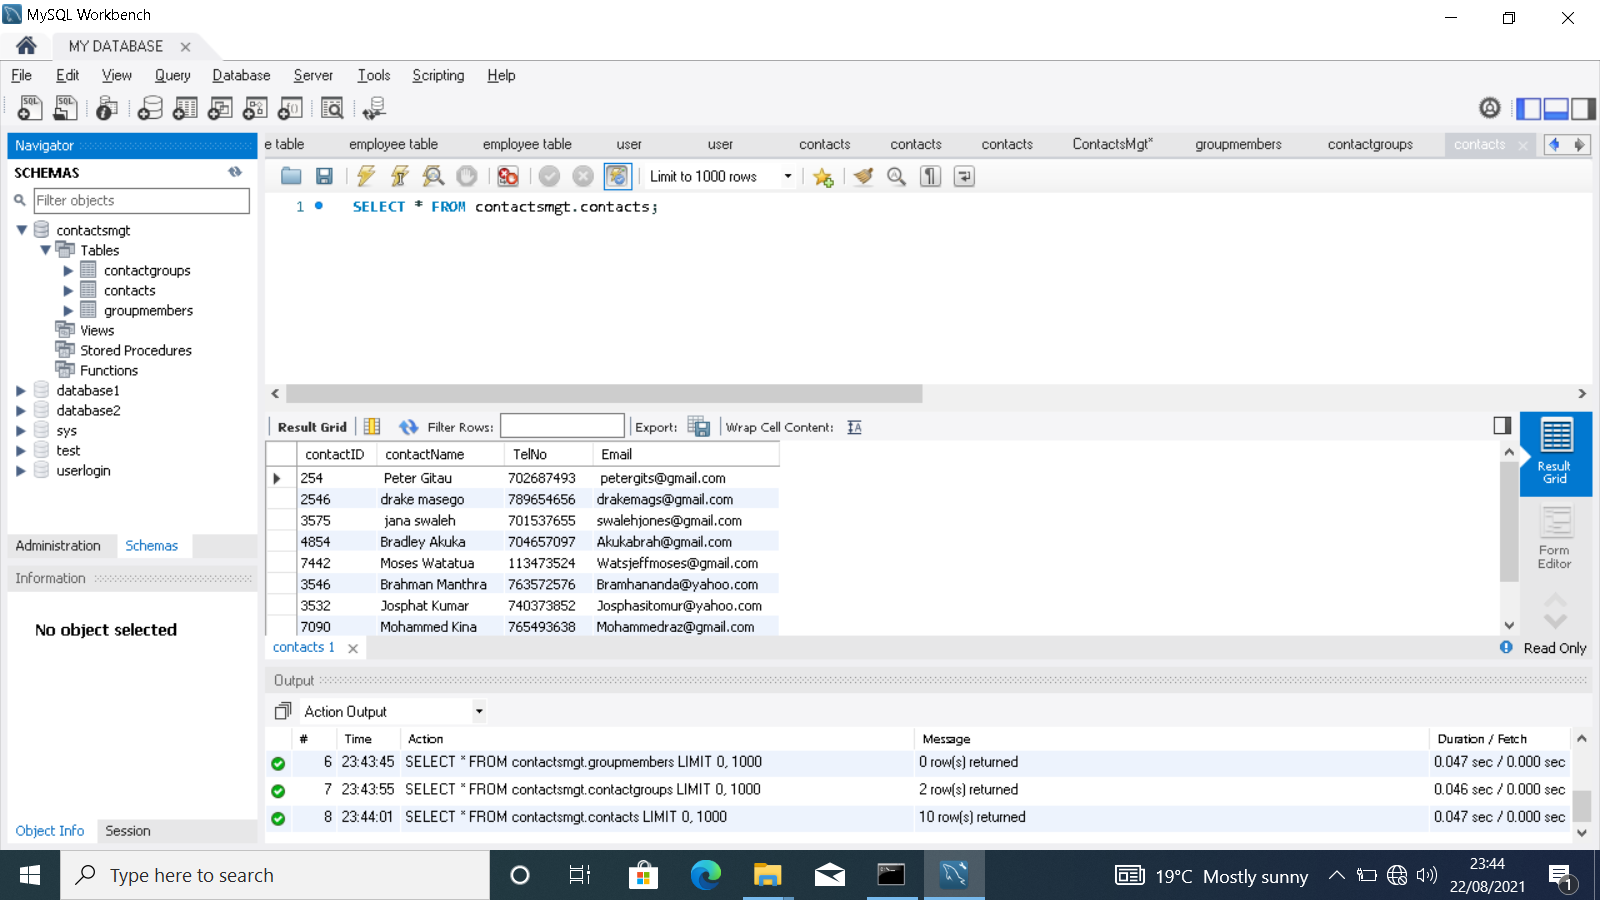 MySQL Workbench
MY DATABASE
File Edit View Query Database Server Tools Scripting Help
Navigator
e table employee table employee table user user contacts contacts contacts ContactsMgt* groupmembers contactgroups contacts
SCHEMAS
Limit to 1000 rows
Filter objects
1 SELECT * FROM contactsmgt.contacts;
contactsmgt
Tables
contactgroups
contacts
groupmembers
Views
Stored Procedures
Functions
database1
database2
sys
test
userlogin
Administration Schemas
Information
No object selected
Object Info Session
Result Grid Filter Rows: Export: Wrap Cell Content:
contactID contactName TelNo Email
254 Peter Gitau 702687493 petergits@gmail.com
2546 drake masego 789654656 drakemags@gmail.com
3575 jana swaleh 701537655 swalehjones@gmail.com
4854 Bradley Akuka 704657097 Akukabrah@gmail.com
7442 Moses Watatua 113473524 Watsjeffmoses@gmail.com
3546 Brahman Manthra 763572576 Bramhananda@yahoo.com
3532 Josphat Kumar 740373852 Josphasitomur@yahoo.com
7090 Mohammed Kina 765493638 Mohammedraz@gmail.com
Result
Grid
Form
Editor
contacts 1
Read Only
Output
Action Output
# Time Action Message Duration / Fetch
6 23:43:45 SELECT * FROM contactsmgt.groupmembers LIMIT 0, 1000 0 row(s) returned 0.047 sec / 0.000 sec
7 23:43:55 SELECT * FROM contactsmgt.contactgroups LIMIT 0, 1000 2 row(s) returned 0.046 sec / 0.000 sec
8 23:44:01 SELECT * FROM contactsmgt.contacts LIMIT 0, 1000 10 row(s) returned 0.047 sec / 0.000 sec
Type here to search
19°C Mostly sunny
23:44
22/08/2021
1